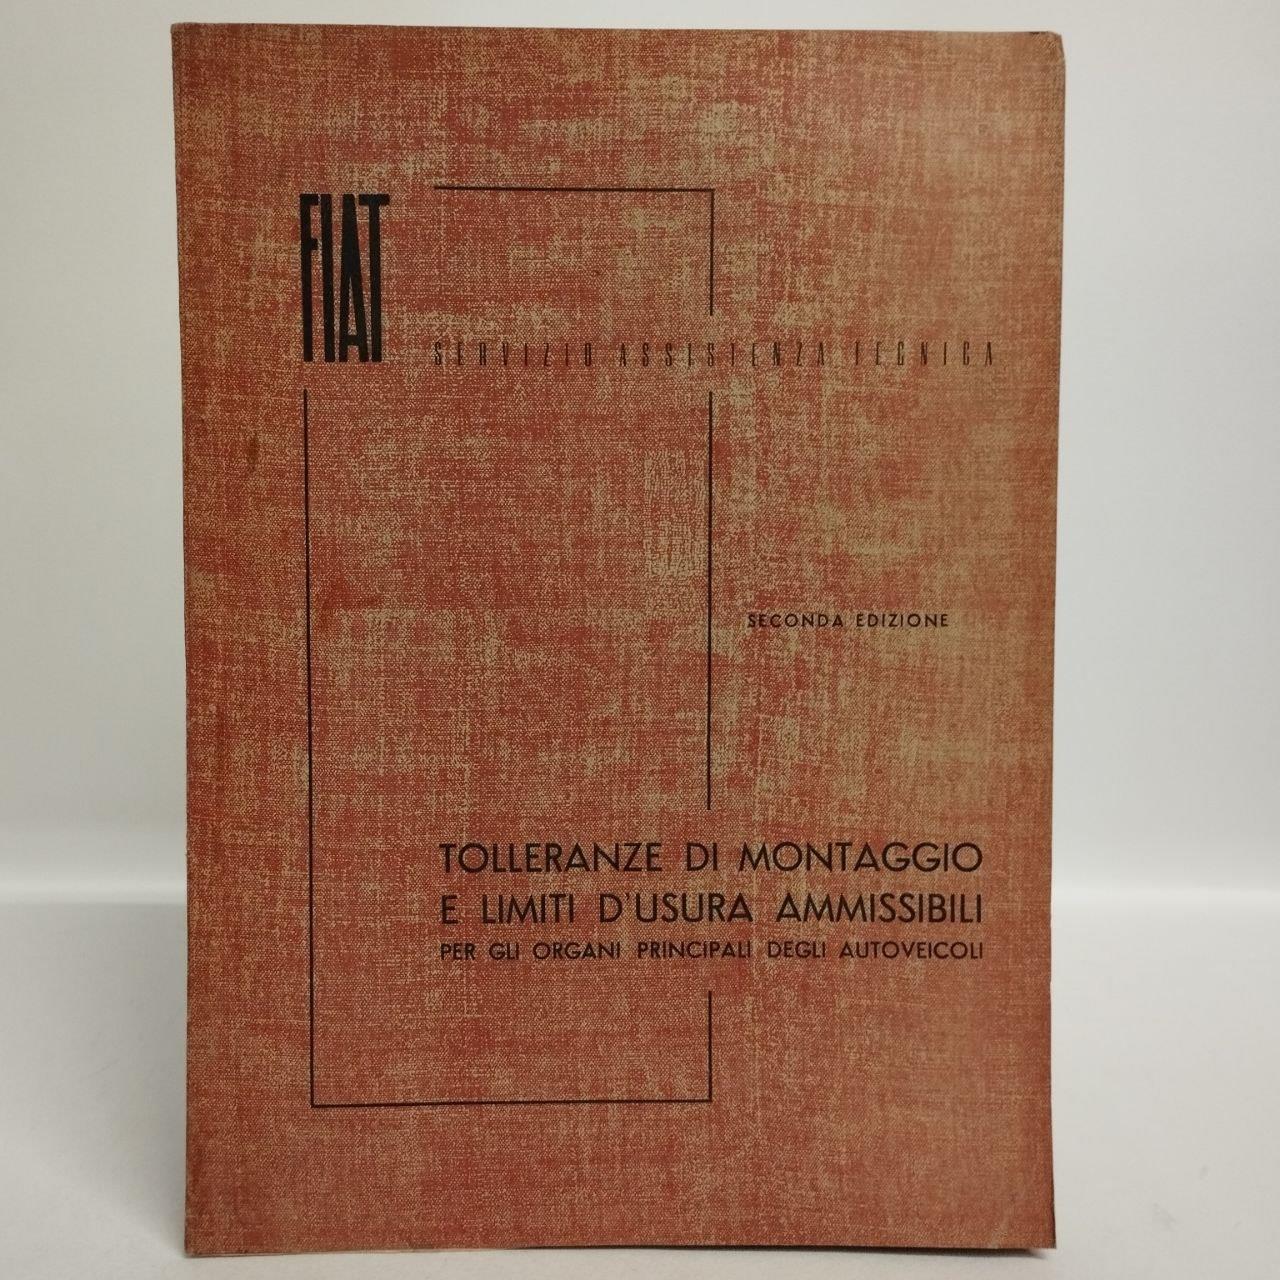 FIAT
SERVIZIO ASSISTENZA TECNICA
SECONDA EDIZIONE
TOLLERANZE DI MONTAGGIO
E LIMITI D'USURA AMMISSIBILI
PER GLI ORGANI PRINCIPALI DEGLI AUTOVEICOLI